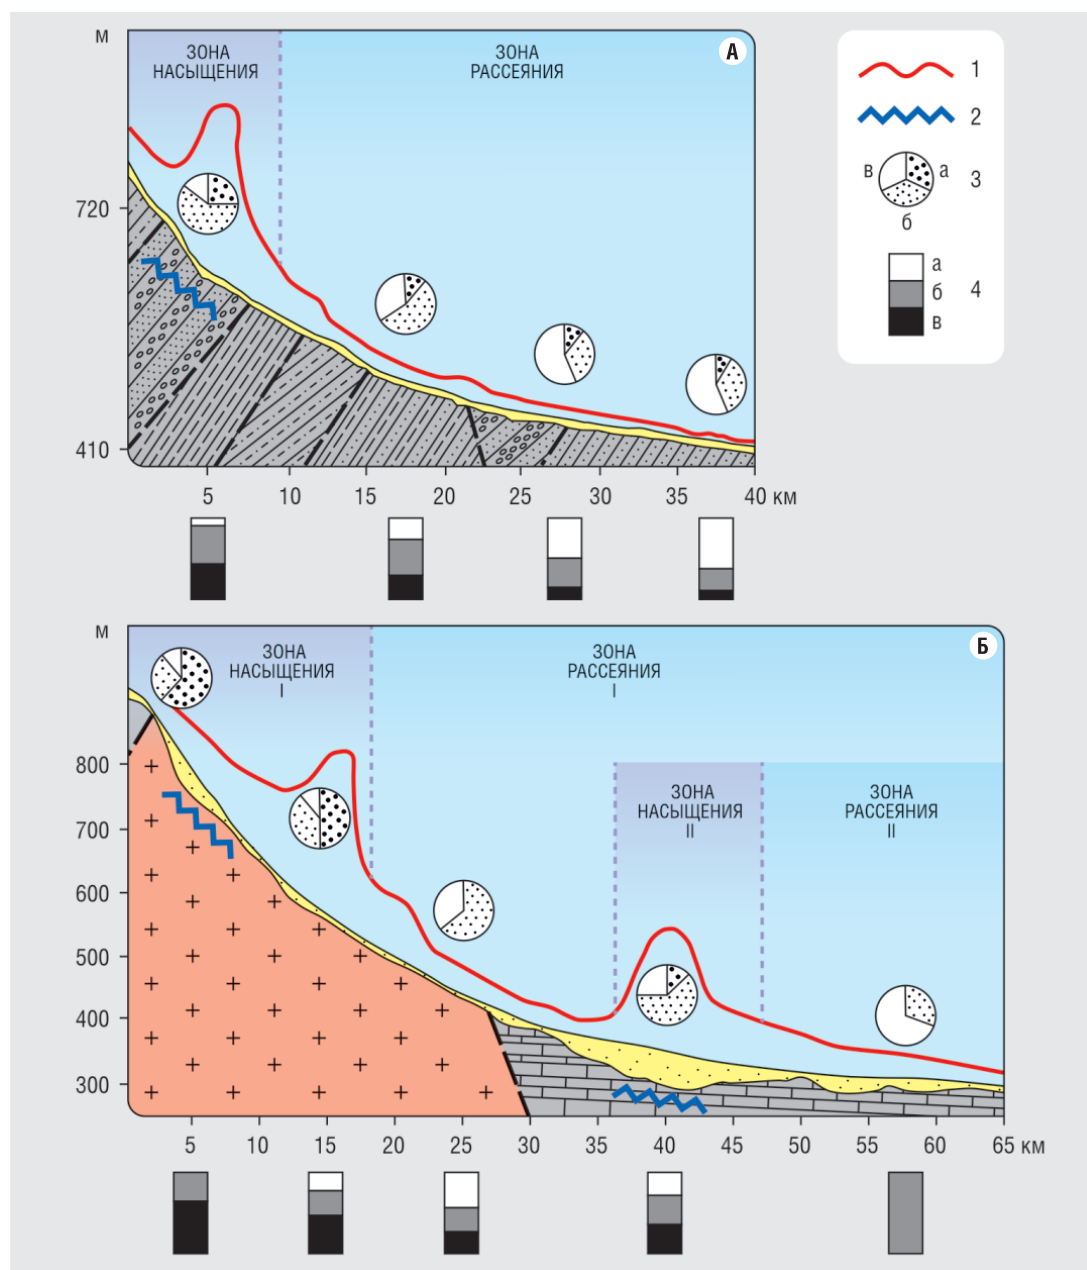 М
ЗОНА
НАСЫЩЕНИЯ
ЗОНА
РАССЕЯНИЯ
А
720
410
5 10 15 20 25 30 35 40 км
1
2
в а 3
б
а
б 4
в
М
ЗОНА
НАСЫЩЕНИЯ
I
ЗОНА
РАССЕЯНИЯ
I
Б
ЗОНА
НАСЫЩЕНИЯ
II
ЗОНА
РАССЕЯНИЯ
II
800
700
600
500
400
300
5 10 15 20 25 30 35 40 45 50 55 60 65 км